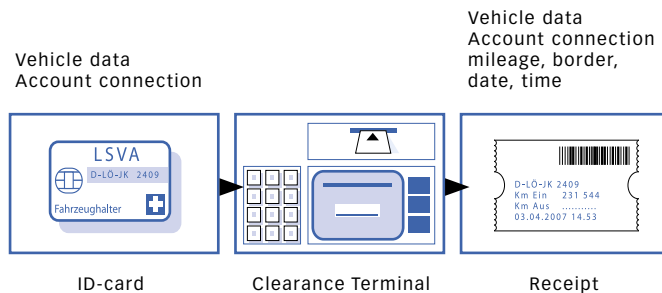 Vehicle data
Account connection
Vehicle data
Account connection
mileage, border,
date, time
LSVA
D-LÖ-JK 2409
Fahrzeughalter
D-LÖ-JK 2409
Km Ein 231 544
Km Aus ...........
03.04.2007 14.53
ID-card
Clearance Terminal
Receipt